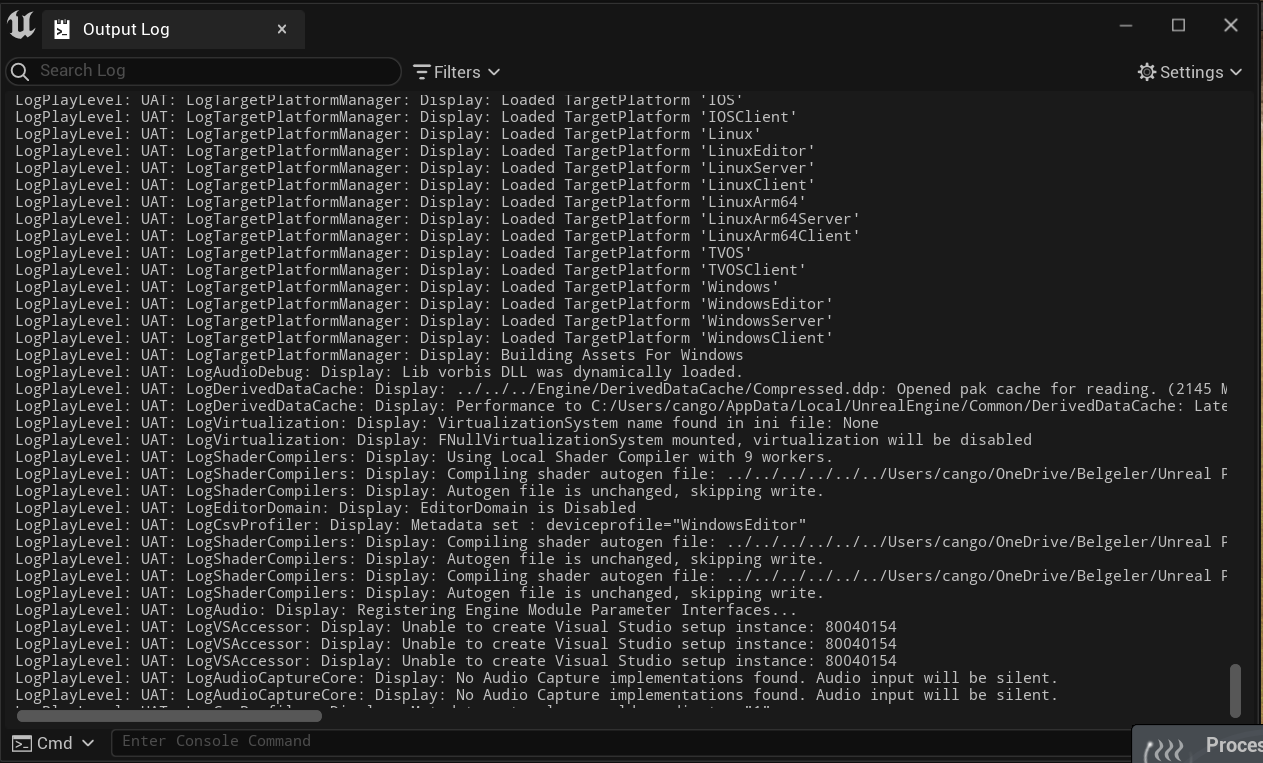 Output Log
Search Log
Filters
Settings
LogPlayLevel: UAT: LogTargetPlatformManager: Display: Loaded TargetPlatform 'IOS'
LogPlayLevel: UAT: LogTargetPlatformManager: Display: Loaded TargetPlatform 'IOSClient'
LogPlayLevel: UAT: LogTargetPlatformManager: Display: Loaded TargetPlatform 'Linux'
LogPlayLevel: UAT: LogTargetPlatformManager: Display: Loaded TargetPlatform 'LinuxEditor'
LogPlayLevel: UAT: LogTargetPlatformManager: Display: Loaded TargetPlatform 'LinuxServer'
LogPlayLevel: UAT: LogTargetPlatformManager: Display: Loaded TargetPlatform 'LinuxClient'
LogPlayLevel: UAT: LogTargetPlatformManager: Display: Loaded TargetPlatform 'LinuxArm64'
LogPlayLevel: UAT: LogTargetPlatformManager: Display: Loaded TargetPlatform 'LinuxArm64Server'
LogPlayLevel: UAT: LogTargetPlatformManager: Display: Loaded TargetPlatform 'LinuxArm64Client'
LogPlayLevel: UAT: LogTargetPlatformManager: Display: Loaded TargetPlatform 'TVOS'
LogPlayLevel: UAT: LogTargetPlatformManager: Display: Loaded TargetPlatform 'TVOSClient'
LogPlayLevel: UAT: LogTargetPlatformManager: Display: Loaded TargetPlatform 'Windows'
LogPlayLevel: UAT: LogTargetPlatformManager: Display: Loaded TargetPlatform 'WindowsEditor'
LogPlayLevel: UAT: LogTargetPlatformManager: Display: Loaded TargetPlatform 'WindowsServer'
LogPlayLevel: UAT: LogTargetPlatformManager: Display: Loaded TargetPlatform 'WindowsClient'
LogPlayLevel: UAT: LogTargetPlatformManager: Display: Building Assets For Windows
LogPlayLevel: UAT: LogAudioDebug: Display: Lib vorbis DLL was dynamically loaded.
LogPlayLevel: UAT: LogDerivedDataCache: Display: ../../../Engine/DerivedDataCache/Compressed.ddp: Opened pak cache for reading. (2145 M
LogPlayLevel: UAT: LogDerivedDataCache: Display: Performance to C:/Users/cango/AppData/Local/UnrealEngine/Common/DerivedDataCache: Late
LogPlayLevel: UAT: LogVirtualization: Display: VirtualizationSystem name found in ini file: None
LogPlayLevel: UAT: LogVirtualization: Display: FNullVirtualizationSystem mounted, virtualization will be disabled
LogPlayLevel: UAT: LogShaderCompilers: Display: Using Local Shader Compiler with 9 workers.
LogPlayLevel: UAT: LogShaderCompilers: Display: Compiling shader autogen file: ../../../../../../Users/cango/OneDrive/Belgeler/Unreal P
LogPlayLevel: UAT: LogShaderCompilers: Display: Autogen file is unchanged, skipping write.
LogPlayLevel: UAT: LogEditorDomain: Display: EditorDomain is Disabled
LogPlayLevel: UAT: LogCsvProfiler: Display: Metadata set : deviceprofile="WindowsEditor"
LogPlayLevel: UAT: LogShaderCompilers: Display: Compiling shader autogen file: ../../../../../../Users/cango/OneDrive/Belgeler/Unreal P
LogPlayLevel: UAT: LogShaderCompilers: Display: Autogen file is unchanged, skipping write.
LogPlayLevel: UAT: LogShaderCompilers: Display: Compiling shader autogen file: ../../../../../../Users/cango/OneDrive/Belgeler/Unreal P
LogPlayLevel: UAT: LogShaderCompilers: Display: Autogen file is unchanged, skipping write.
LogPlayLevel: UAT: LogAudio: Display: Registering Engine Module Parameter Interfaces...
LogPlayLevel: UAT: LogVSAccessor: Display: Unable to create Visual Studio setup instance: 80040154
LogPlayLevel: UAT: LogVSAccessor: Display: Unable to create Visual Studio setup instance: 80040154
LogPlayLevel: UAT: LogVSAccessor: Display: Unable to create Visual Studio setup instance: 80040154
LogPlayLevel: UAT: LogAudioCaptureCore: Display: No Audio Capture implementations found. Audio input will be silent.
LogPlayLevel: UAT: LogAudioCaptureCore: Display: No Audio Capture implementations found. Audio input will be silent.
Cmd
Enter Console Command
Proces